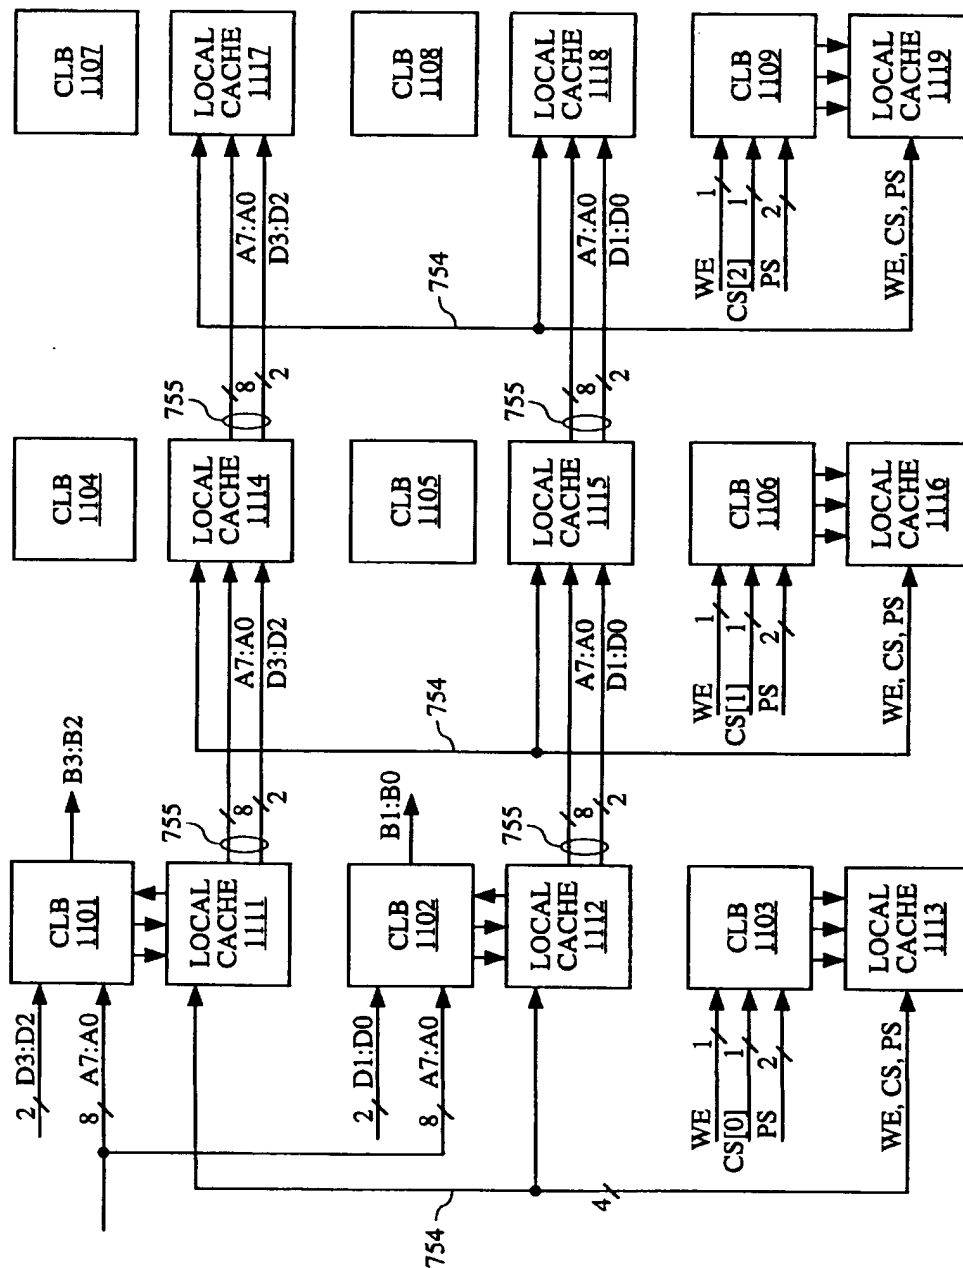 2
D3:D2
8
A7:A0
CLB
1101
B3:B2
CLB
1104
CLB
1107
LOCAL
CACHE
1111
755
8
2
A7:A0
D3:D2
LOCAL
CACHE
1114
755
8
2
A7:A0
D3:D2
LOCAL
CACHE
1117
2
D1:D0
8
A7:A0
CLB
1102
B1:B0
CLB
1105
CLB
1108
754
754
754
LOCAL
CACHE
1112
755
8
2
A7:A0
D1:D0
LOCAL
CACHE
1115
755
8
2
A7:A0
D1:D0
LOCAL
CACHE
1118
4
WE
1
CS[0]
1
PS
2
CLB
1103
WE
1
CS[1]
1
PS
2
CLB
1106
WE
1
CS[2]
1
PS
2
CLB
1109
WE, CS, PS
LOCAL
CACHE
1113
WE, CS, PS
LOCAL
CACHE
1116
WE, CS, PS
LOCAL
CACHE
1119